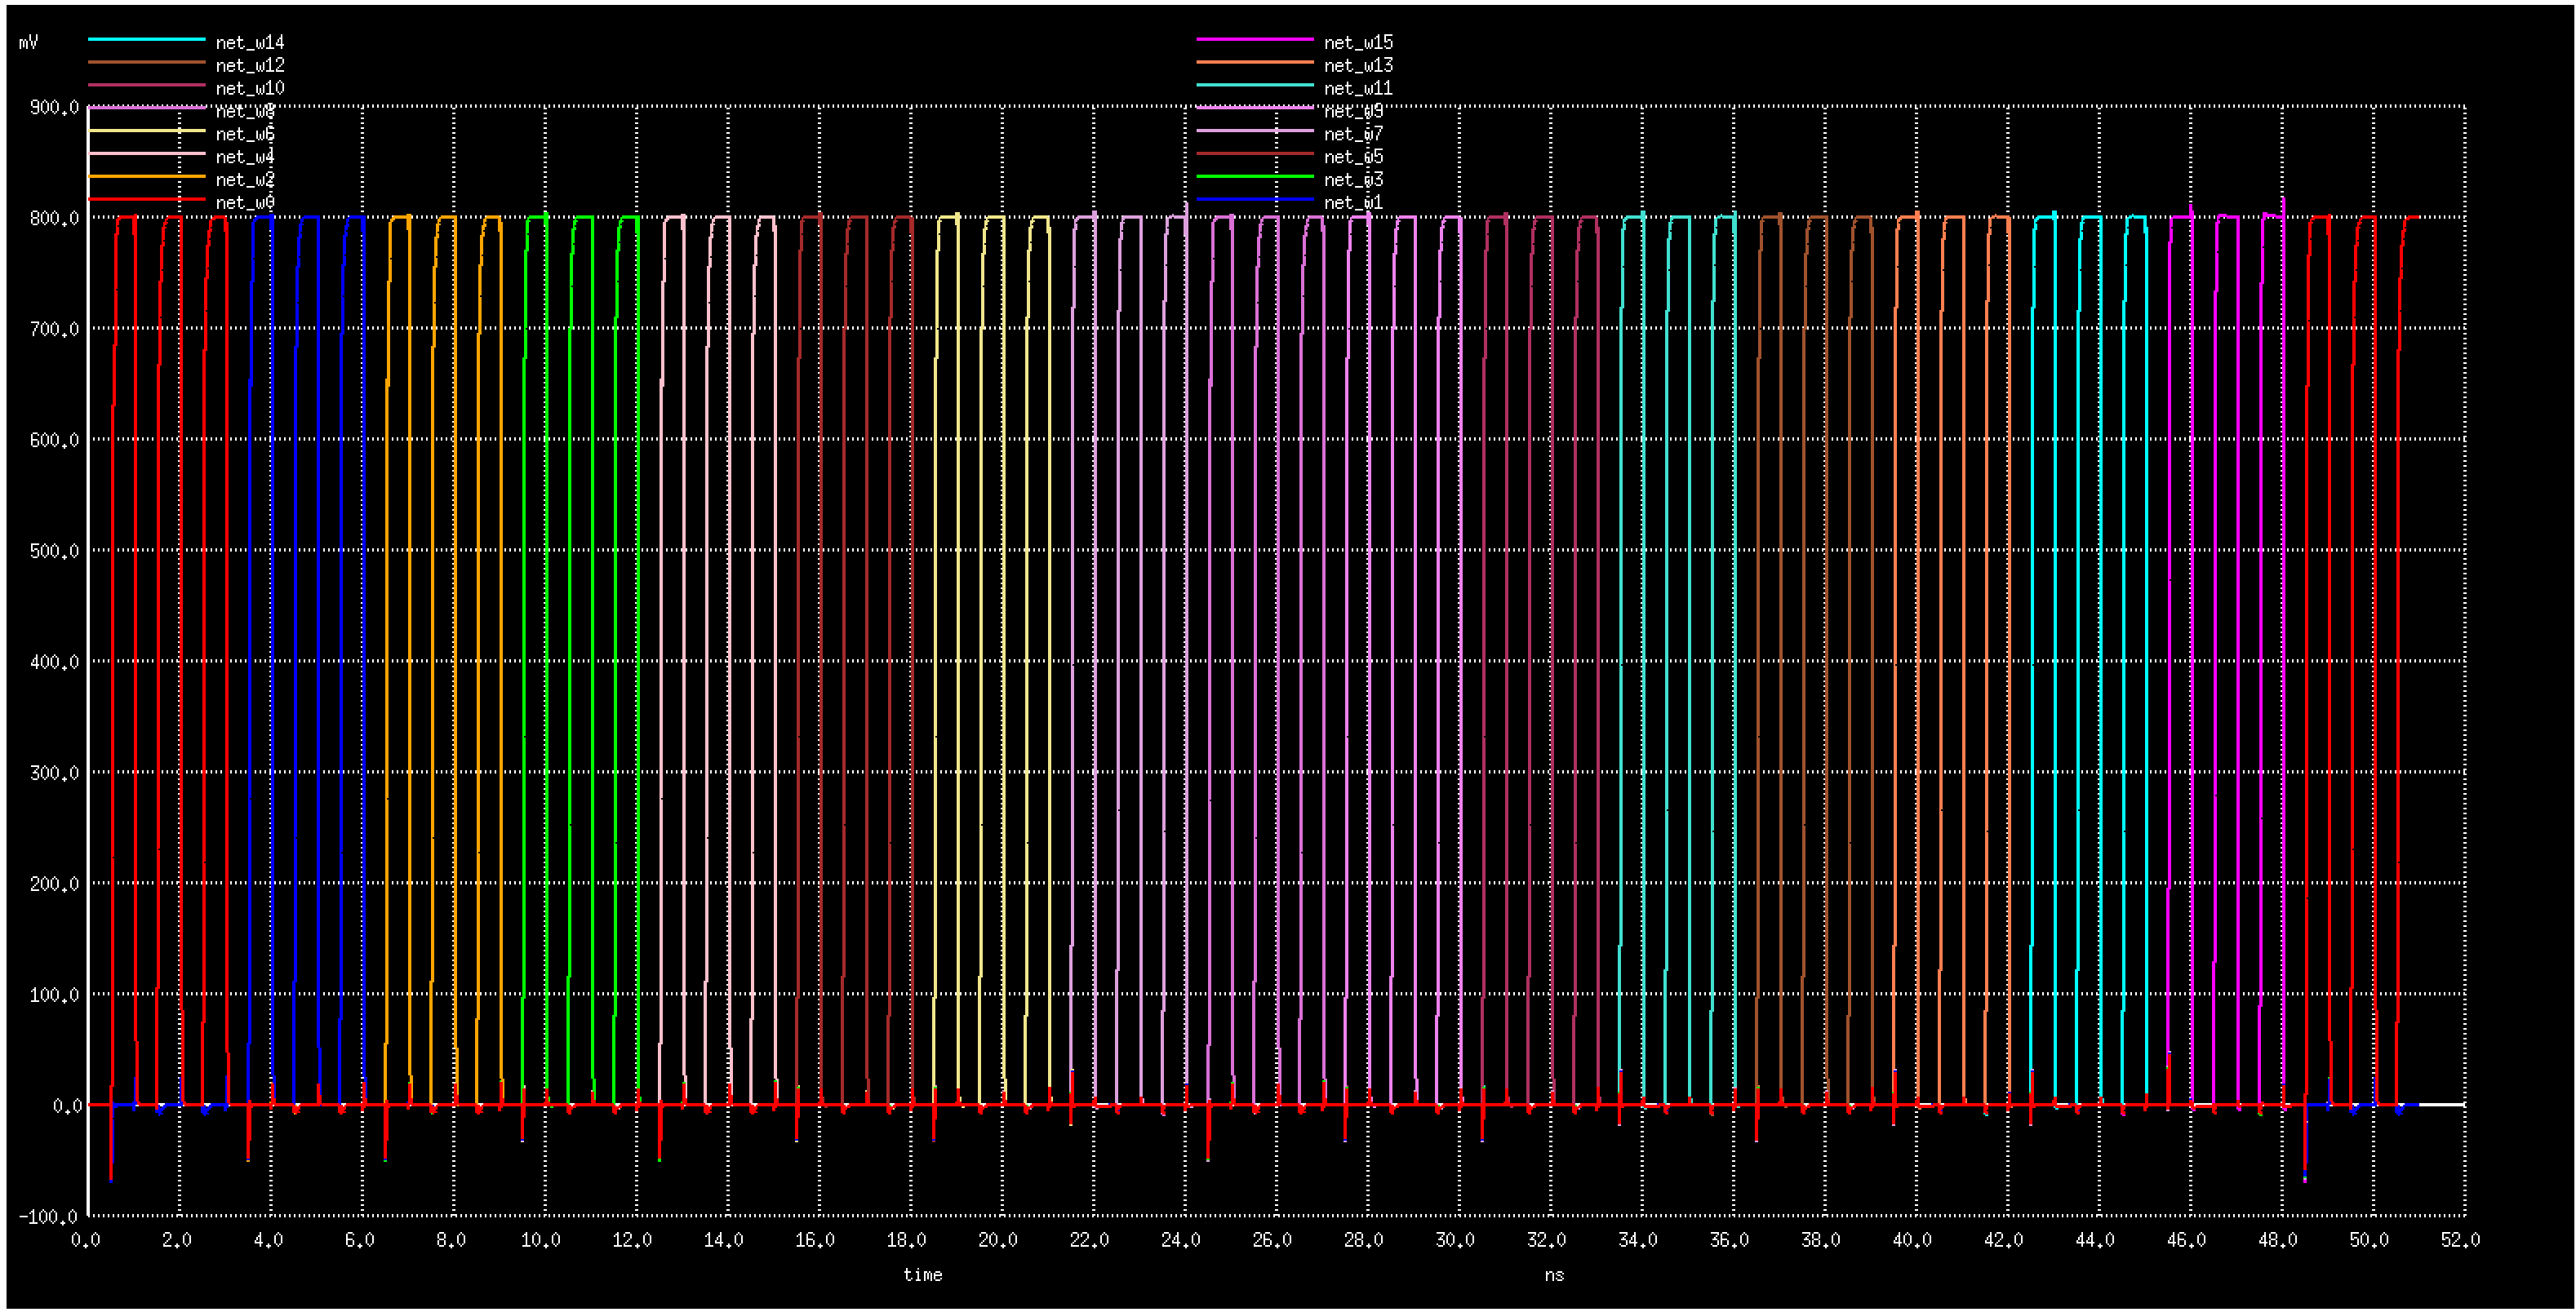 mV
net_w14 net_w15
net_w12 net_w13
net_w10 net_w11
900.0 net_w8 net_w9
net_w6 net_w7
net_w4 net_w5
net_w2 net_w3
net_w0 net_w1
800.0
700.0
600.0
500.0
400.0
300.0
200.0
100.0
0.0
-100.0
0.0 2.0 4.0 6.0 8.0 10.0 12.0 14.0 16.0 18.0 20.0 22.0 24.0 26.0 28.0 30.0 32.0 34.0 36.0 38.0 40.0 42.0 44.0 46.0 48.0 50.0 52.0
time ns